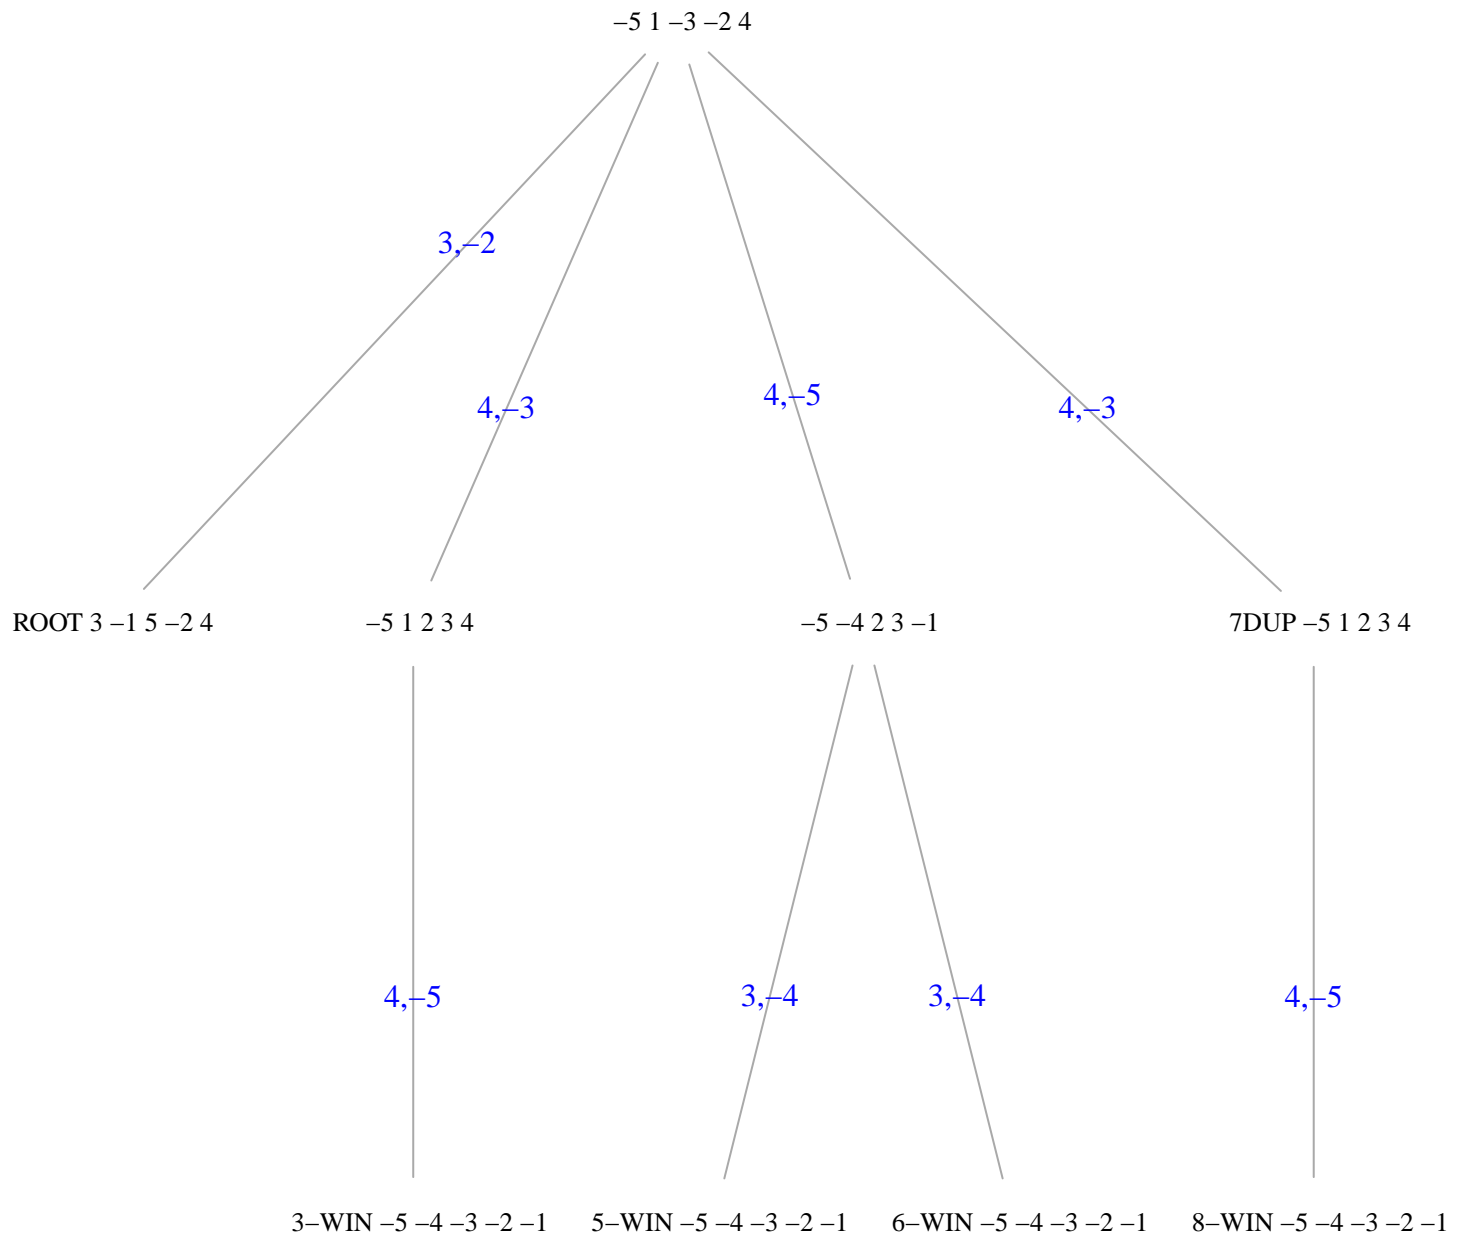 –5 1 –3 –2 4
3,–2
4,–3
4,–5
4,–3
ROOT 3 –1 5 –2 4
–5 1 2 3 4
–5 –4 2 3 –1
7DUP –5 1 2 3 4
4,–5
3,–4
3,–4
4,–5
3–WIN –5 –4 –3 –2 –1
5–WIN –5 –4 –3 –2 –1
6–WIN –5 –4 –3 –2 –1
8–WIN –5 –4 –3 –2 –1